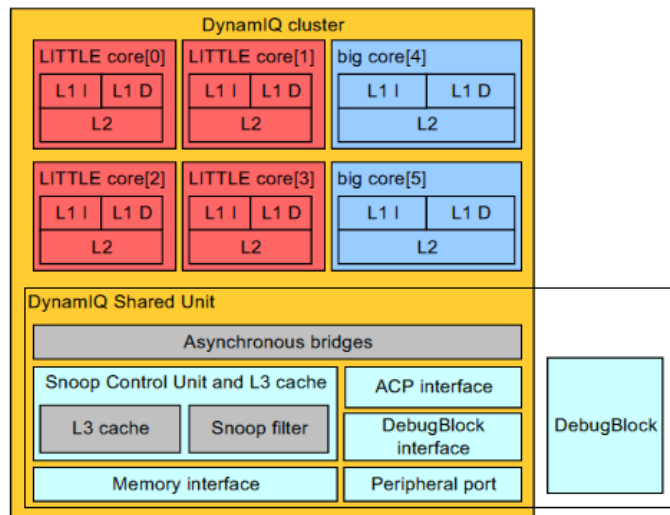 DynamIQ cluster
LITTLE core[0]
L1 I
L1 D
L2
LITTLE core[1]
L1 I
L1 D
L2
big core[4]
L1 I
L1 D
L2
LITTLE core[2]
L1 I
L1 D
L2
LITTLE core[3]
L1 I
L1 D
L2
big core[5]
L1 I
L1 D
L2
DynamIQ Shared Unit
Asynchronous bridges
Snoop Control Unit and L3 cache
L3 cache
Snoop filter
ACP interface
DebugBlock
interface
Memory interface
Peripheral port
DebugBlock